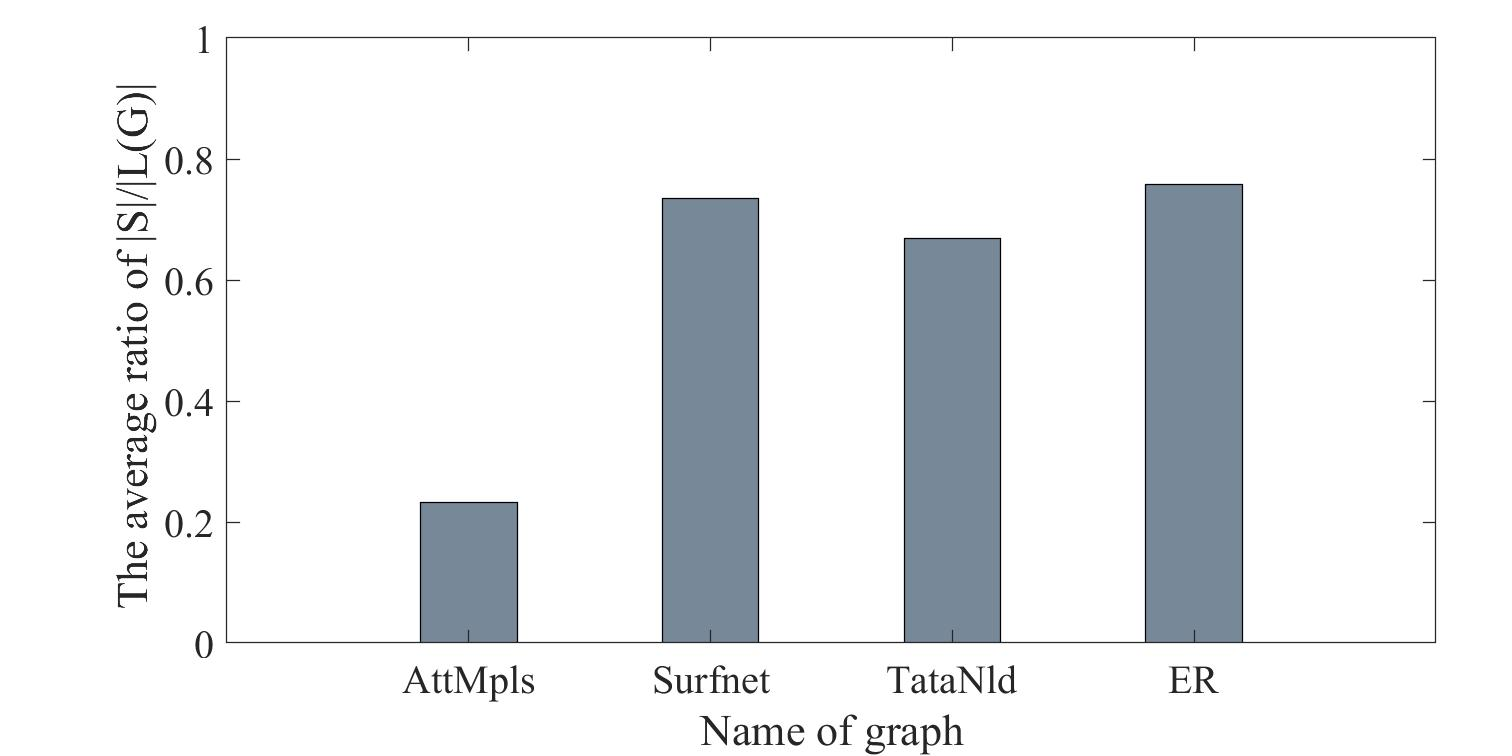 The average ratio of |S|/|L(G)|
1
0.8
0.6
0.4
0.2
0
AttMpls
Surfnet
TataNld
ER
Name of graph